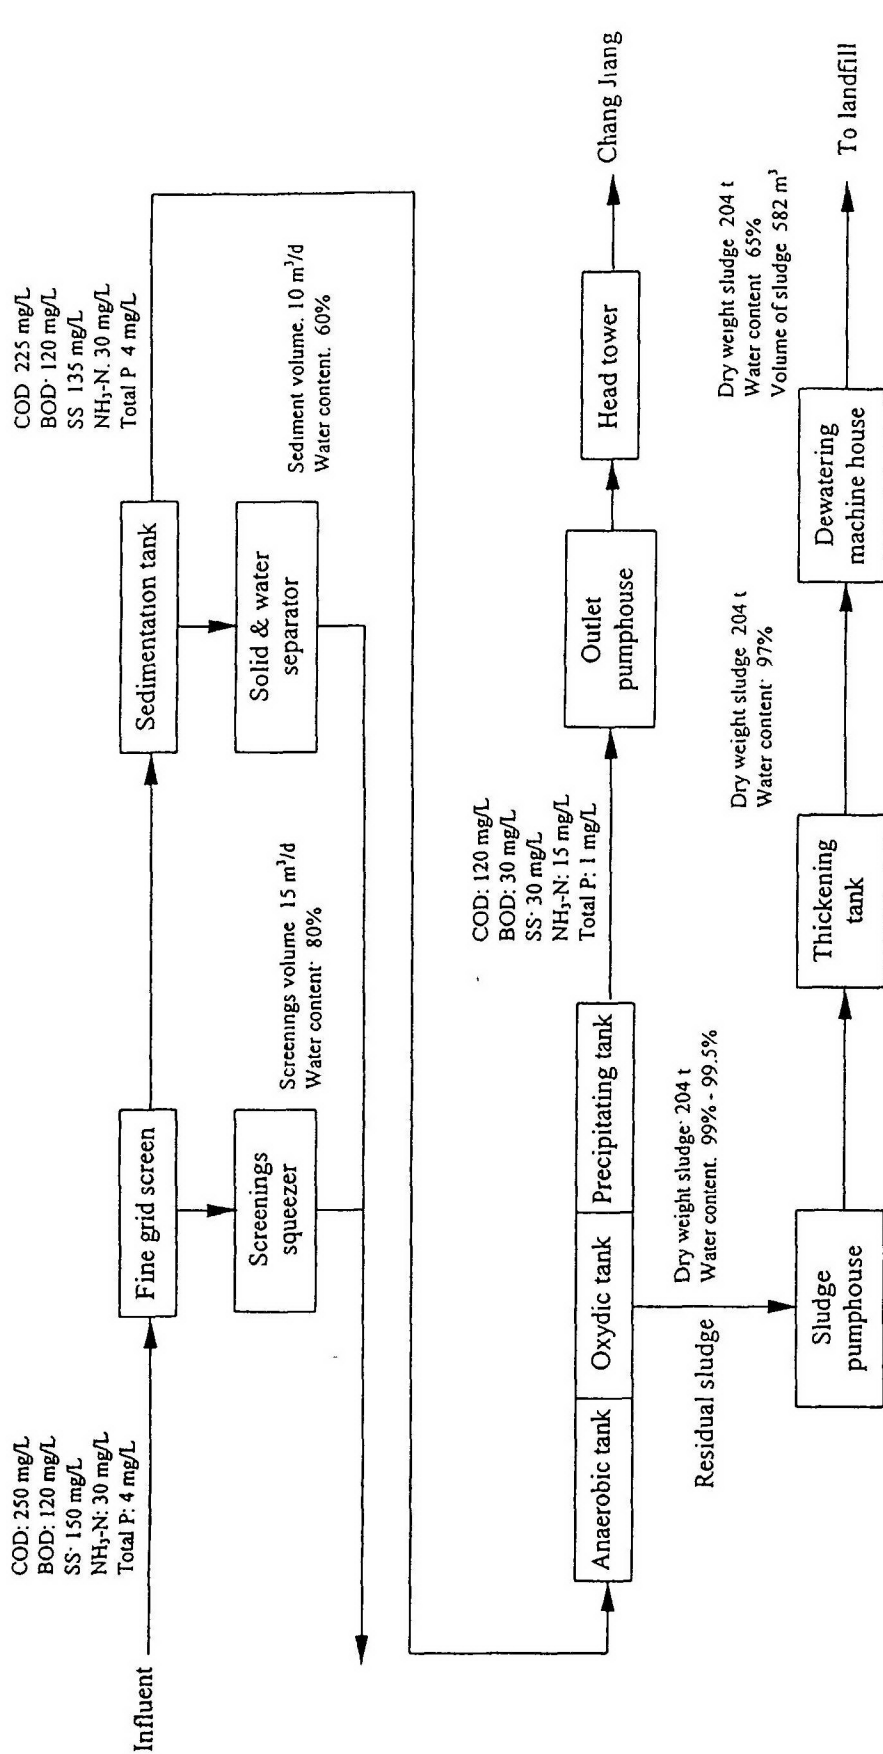 COD: 250 mg/L
BOD: 120 mg/L
SS· 150 mg/L
NH₃-N: 30 mg/L
Total P: 4 mg/L
Influent
Fine grid screen
Screenings
squeezer
Screenings volume 15 m³/d
Water content· 80%
Sedimentation tank
Solid & water
separator
COD 225 mg/L
BOD· 120 mg/L
SS 135 mg/L
NH₃-N. 30 mg/L
Total P 4 mg/L
Sediment volume. 10 m³/d
Water content. 60%
Anaerobic tank
Oxydic tank
Precipitating tank
COD: 120 mg/L
BOD: 30 mg/L
SS· 30 mg/L
NH₃-N: 15 mg/L
Total P: 1 mg/L
Outlet
pumphouse
Head tower
Chang Jiang
Residual sludge
Dry weight sludge· 204 t
Water content. 99% - 99.5%
Sludge
pumphouse
Thickening
tank
Dry weight sludge 204 t
Water content· 97%
Dewatering
machine house
Dry weight sludge 204 t
Water content 65%
Volume of sludge 582 m³
To landfill